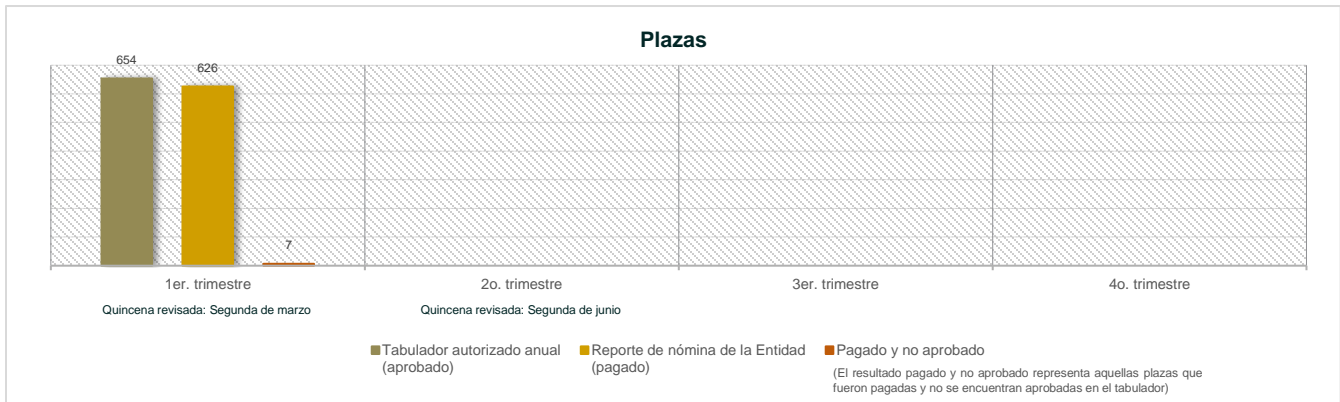 Plazas
654
626
7
1er. trimestre
2o. trimestre
3er. trimestre
4o. trimestre
Quincena revisada: Segunda de marzo
Quincena revisada: Segunda de junio
Tabulador autorizado anual
(aprobado)
Reporte de nómina de la Entidad
(pagado)
Pagado y no aprobado
(El resultado pagado y no aprobado representa aquellas plazas que
fueron pagadas y no se encuentran aprobadas en el tabulador)